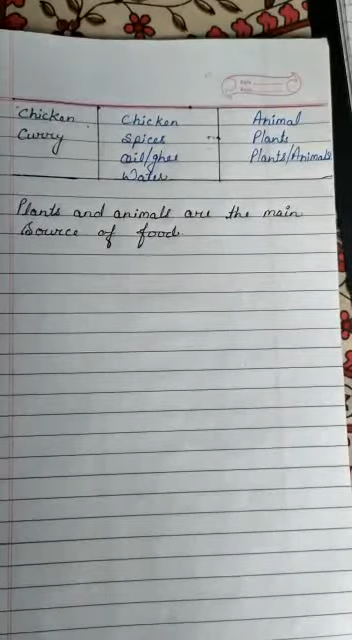 Chicken Chicken Animal
Curry Spices Plants
Oil/ghee Plants/Animals
Water
Plants and animals are the main
Source of food.